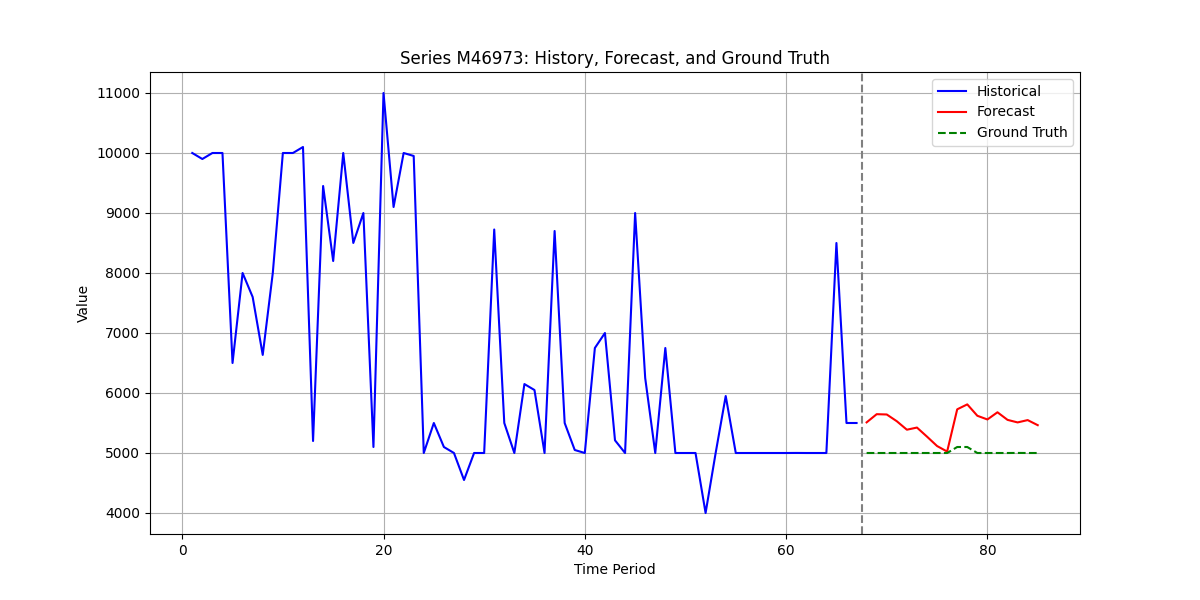 Series M46973: History, Forecast, and Ground Truth
Value
11000
10000
9000
8000
7000
6000
5000
4000
0
20
40
60
80
Time Period
Historical
Forecast
Ground Truth